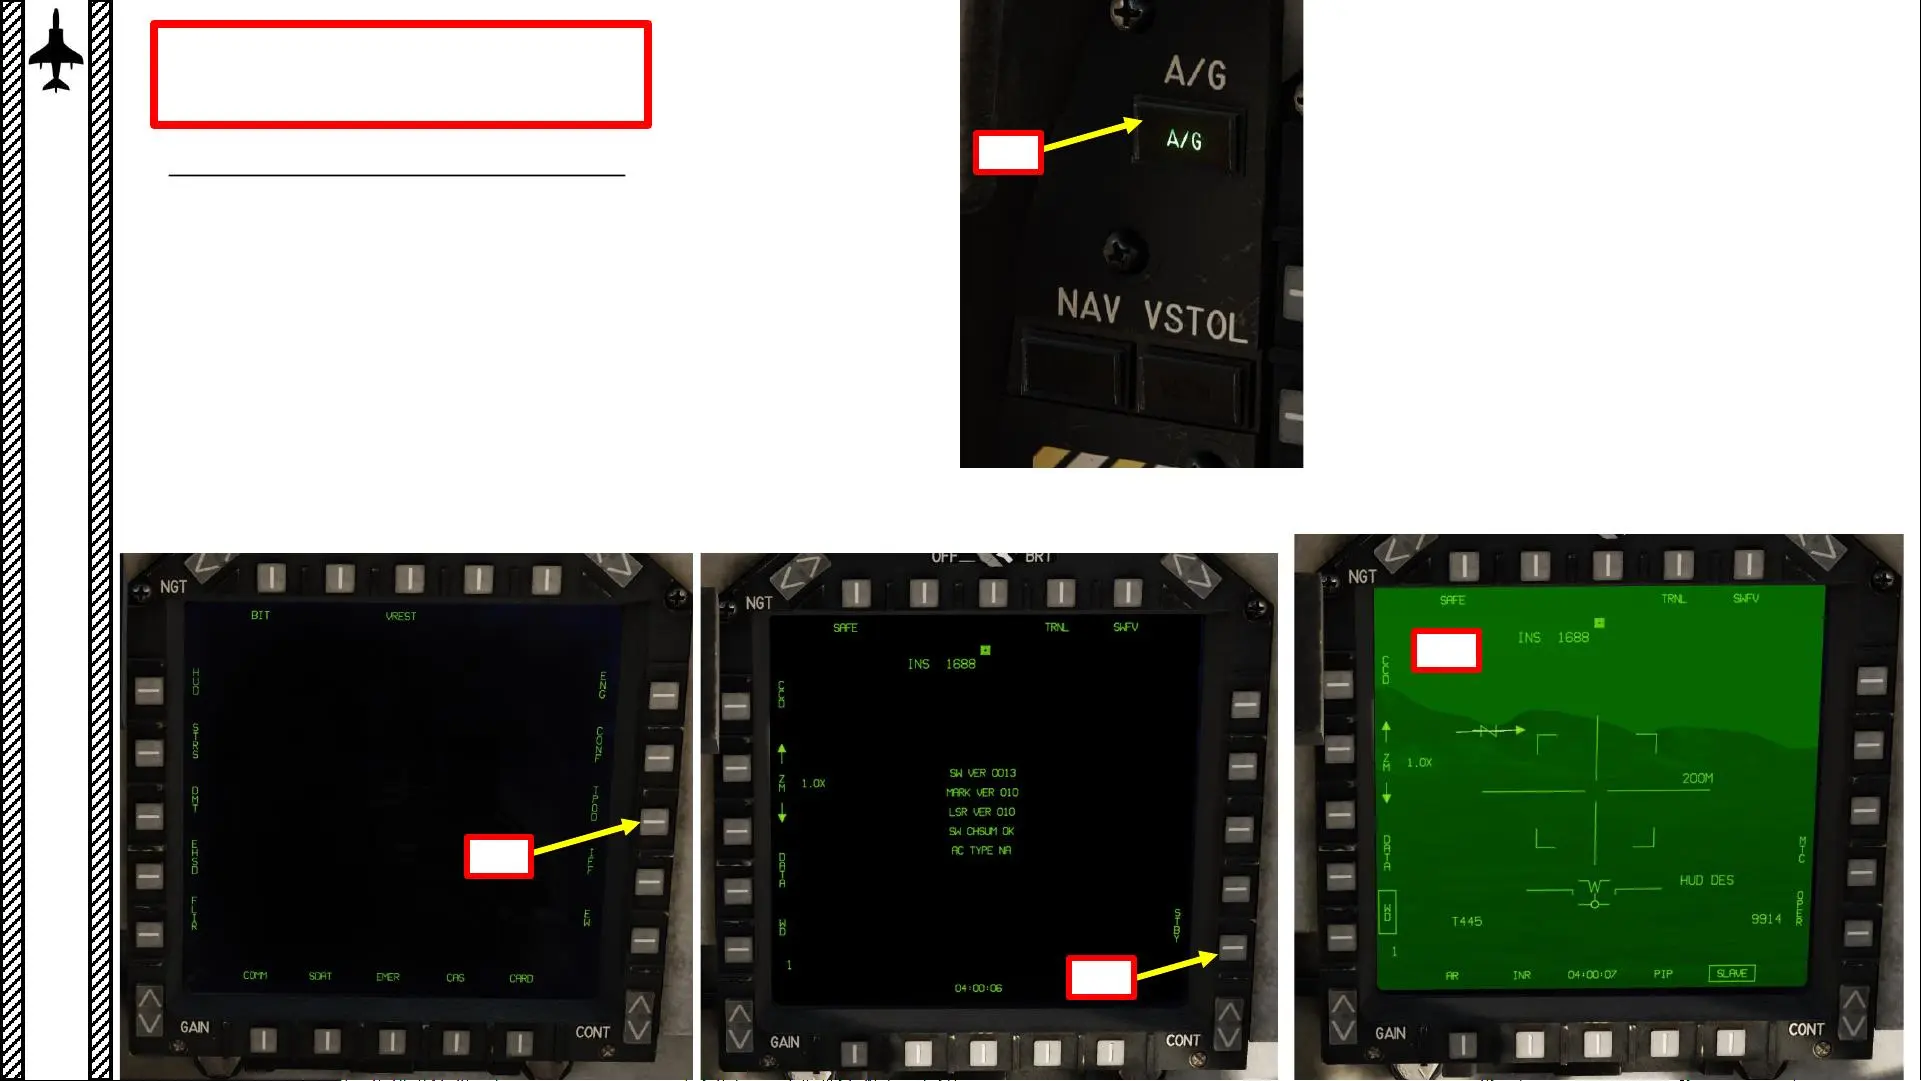 A/G
A/G
NAV VSTOL
NGT
BIT
VREST
HUD
STRS
DMT
EHSD
FLIR
ENG
CONF
TPOD
IFF
EW
COMM
SDAT
EMER
CAS
CARD
GAIN
CONT
OFF
BRT
NGT
SAFE
TRNL
SWFV
INS 1688
CCD
ZM
1.0X
DATA
WD
1
SW VER 0013
MARK VER 010
LSR VER 010
SW CHSUM OK
AC TYPE NA
STBY
04:00:06
GAIN
CONT
NGT
SAFE
TRNL
SWFV
INS 1688
CCD
N
ZM
1.0X
200M
DATA
MTC
W
HUD DES
WD
T445
9914
OPER
1
AR
INR
04:00:07
PIP
SLAVE
GAIN
CONT